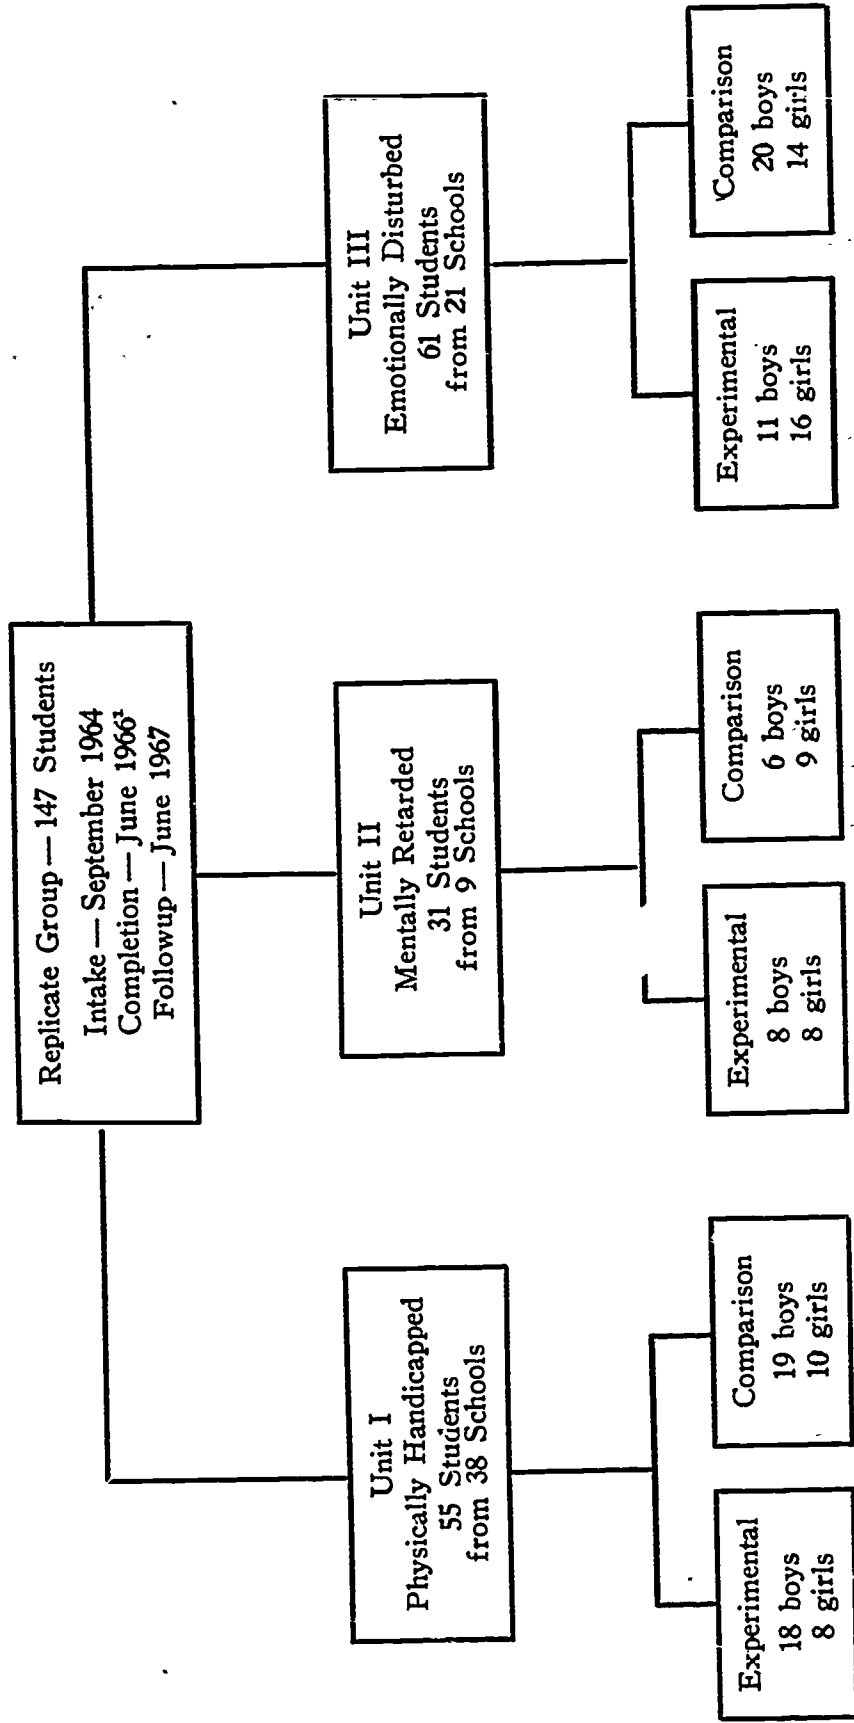 Replicate Group — 147 Students
Intake — September 1964
Completion — June 1966²
Followup — June 1967
Unit I
Physically Handicapped
55 Students
from 38 Schools
Unit II
Mentally Retarded
31 Students
from 9 Schools
Unit III
Emotionally Disturbed
61 Students
from 21 Schools
Experimental
18 boys
8 girls
Comparison
19 boys
10 girls
Experimental
8 boys
8 girls
Comparison
6 boys
9 girls
Experimental
11 boys
16 girls
Comparison
20 boys
14 girls